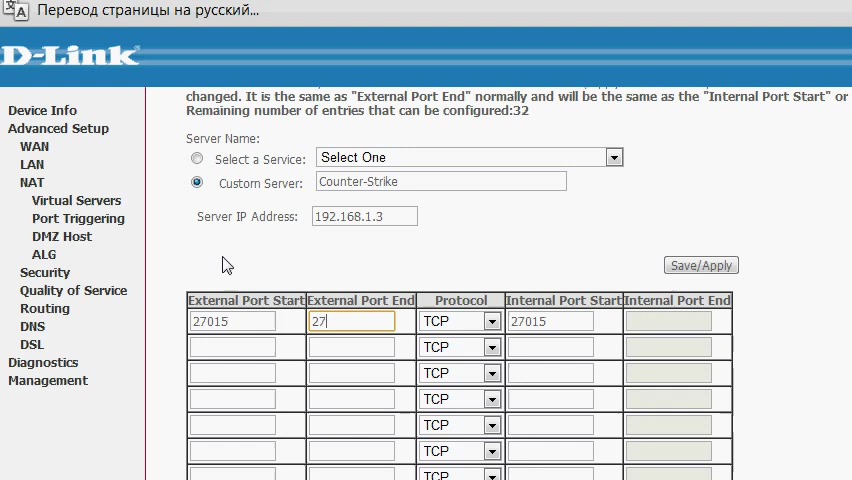 Перевод страницы на русский...
D-Link
changed. It is the same as "External Port End" normally and will be the same as the "Internal Port Start" or
Remaining number of entries that can be configured:32
Device Info
Advanced Setup
WAN
LAN
NAT
Virtual Servers
Port Triggering
DMZ Host
ALG
Security
Quality of Service
Routing
DNS
DSL
Diagnostics
Management
Server Name:
Select a Service: Select One
Custom Server: Counter-Strike
Server IP Address: 192.168.1.3
Save/Apply
External Port Start External Port End Protocol Internal Port Start Internal Port End
27015 27 TCP 27015
TCP
TCP
TCP
TCP
TCP
TCP